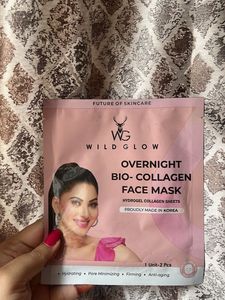 FUTURE OF SKINCARE
WG
WILD GLOW
OVERNIGHT
BIO- COLLAGEN
FACE MASK
HYDROGEL COLLAGEN SHEETS
PROUDLY MADE IN KOREA
1 Unit-2 Pcs
• Hydrating • Pore Minimizing • Firming • Anti-aging